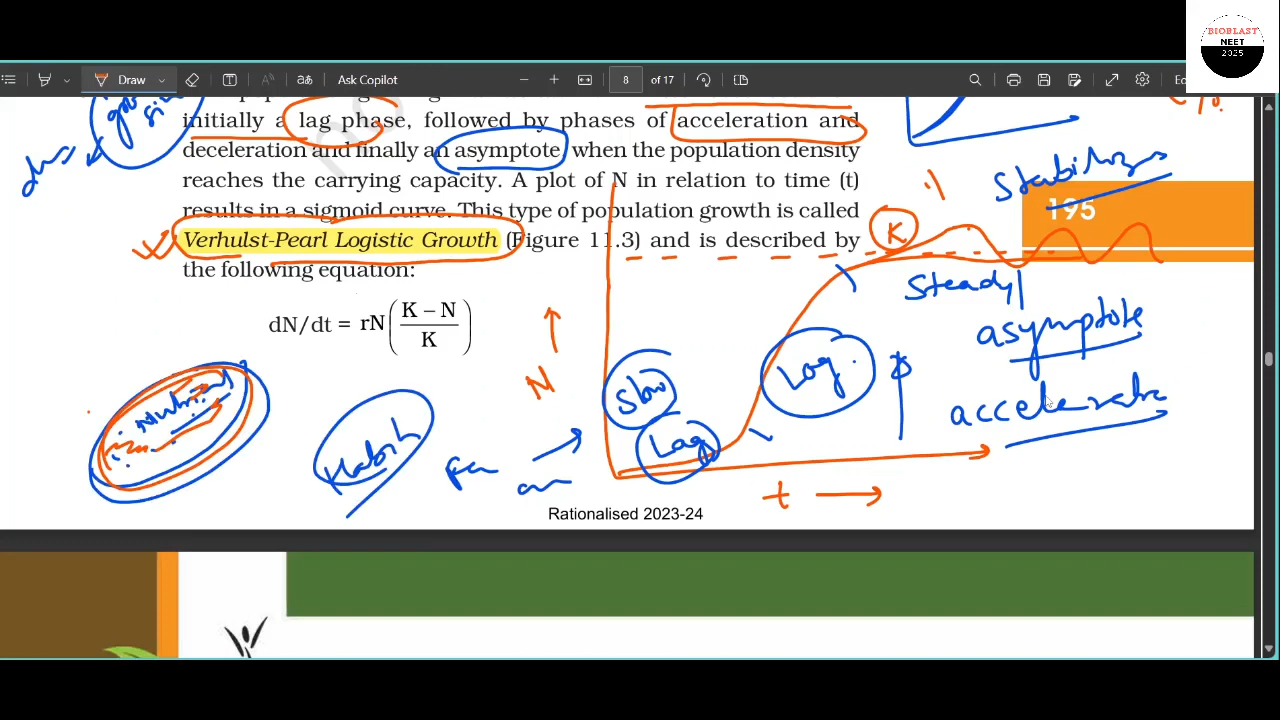 BIOBLAST
NEET
2025
Draw
Ask Copilot
8 of 17
initially a lag phase, followed by phases of acceleration and
deceleration and finally an asymptote, when the population density
reaches the carrying capacity. A plot of N in relation to time (t)
results in a sigmoid curve. This type of population growth is called
Verhulst-Pearl Logistic Growth (Figure 11.3) and is described by
the following equation:
dN/dt = rN(K – N / K)
195
Stabilize
K
Steady
asymptote
Slow
Log
Lag
N
t
Rationalised 2023-24